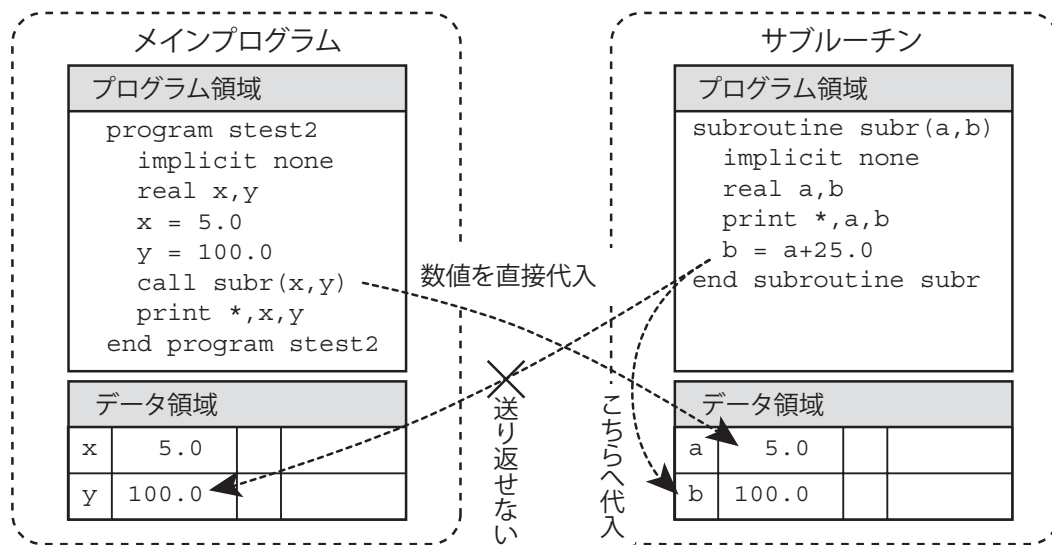 メインプログラム
プログラム領域
program stest2
implicit none
real x,y
x = 5.0
y = 100.0
call subr(x,y)
print *,x,y
end program stest2
データ領域
x 5.0
y 100.0
数値を直接代入
送り返せない
こちらへ代入
サブルーチン
プログラム領域
subroutine subr(a,b)
implicit none
real a,b
print *,a,b
b = a+25.0
end subroutine subr
データ領域
a 5.0
b 100.0